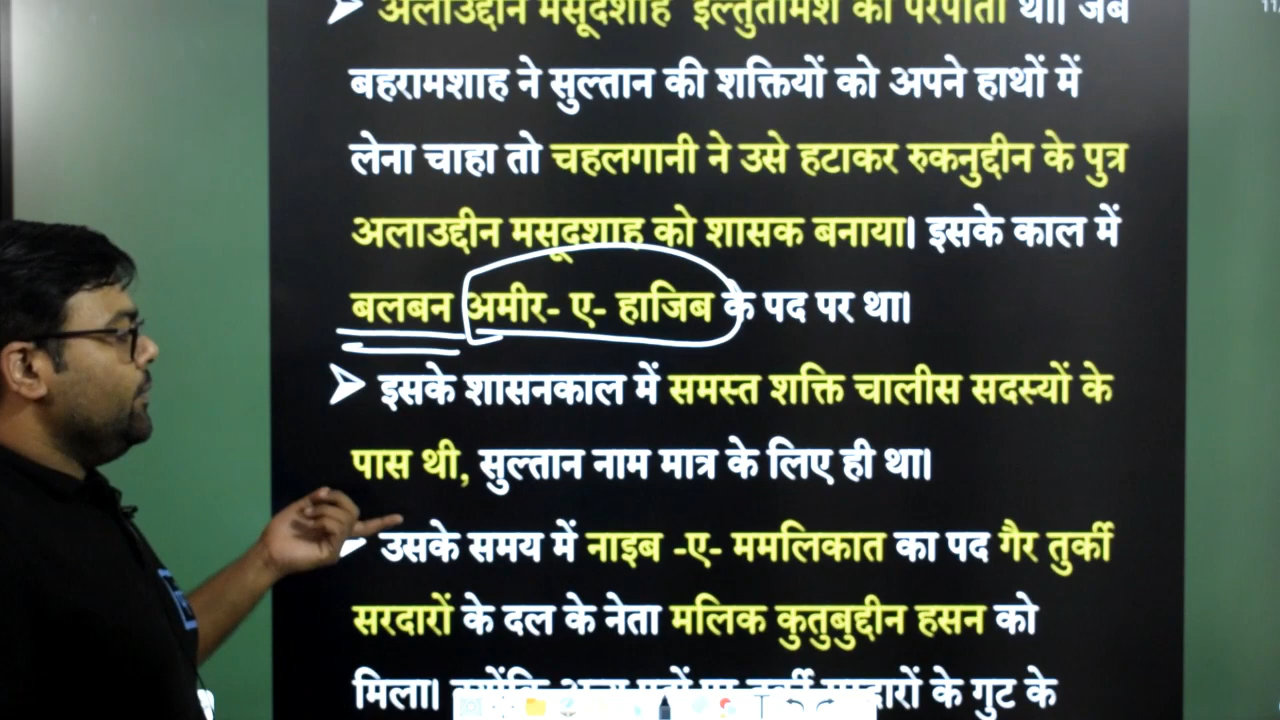 ➤ अलाउद्दीन मसूदशाह इल्तुतमिश का परपोता था। जब
बहरामशाह ने सुल्तान की शक्तियों को अपने हाथों में
लेना चाहा तो चहलगानी ने उसे हटाकर रुकनुद्दीन के पुत्र
अलाउद्दीन मसूदशाह को शासक बनाया। इसके काल में
बलबन अमीर- ए- हाजिब के पद पर था।
➤ इसके शासनकाल में समस्त शक्ति चालीस सदस्यों के
पास थी, सुल्तान नाम मात्र के लिए ही था।
➤ उसके समय में नाइब -ए- ममलिकात का पद गैर तुर्की
सरदारों के दल के नेता मलिक कुतुबुद्दीन हसन को
मिला। के गुट के